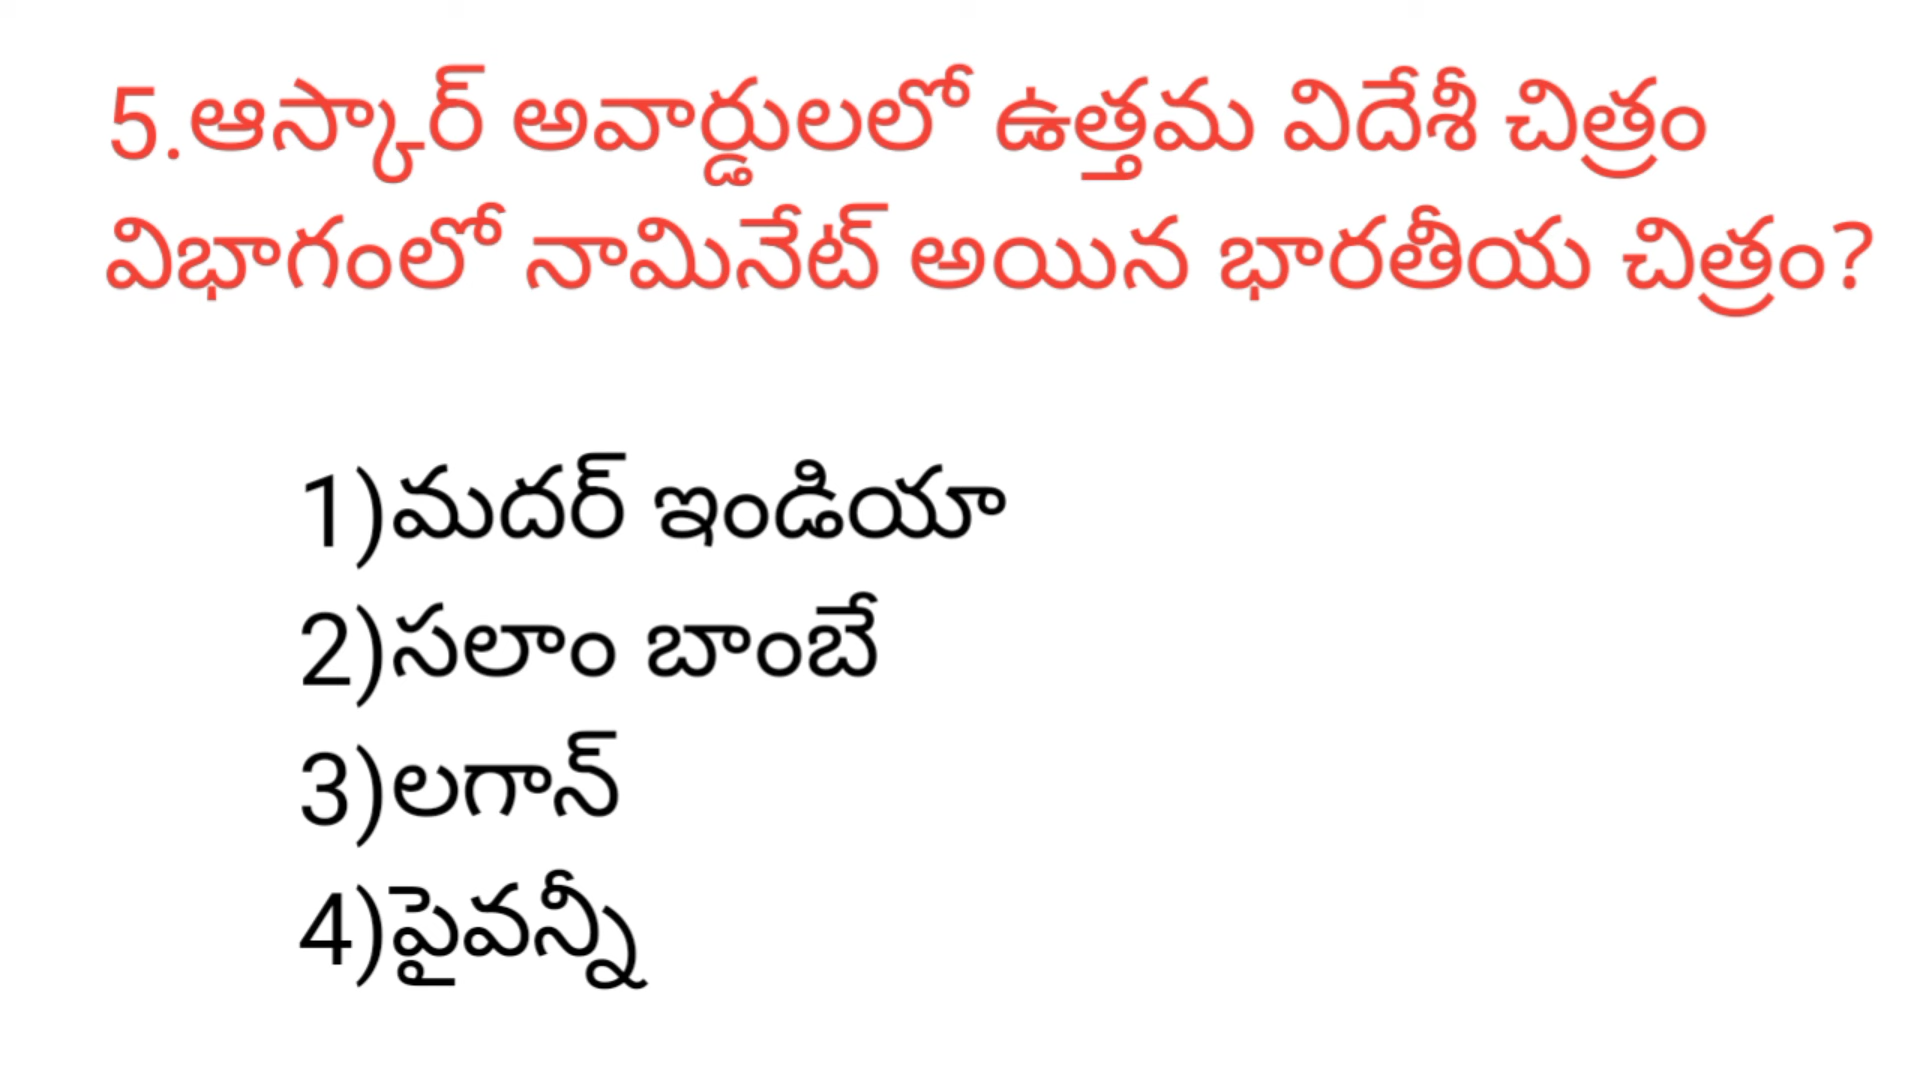 5.ఆస్కార్ అవార్డులలో ఉత్తమ విదేశీ చిత్రం
విభాగంలో నామినేట్ అయిన భారతీయ చిత్రం?
1)మదర్ ఇండియా
2)సలాం బాంబే
3)లగాన్
4)పైవన్నీ